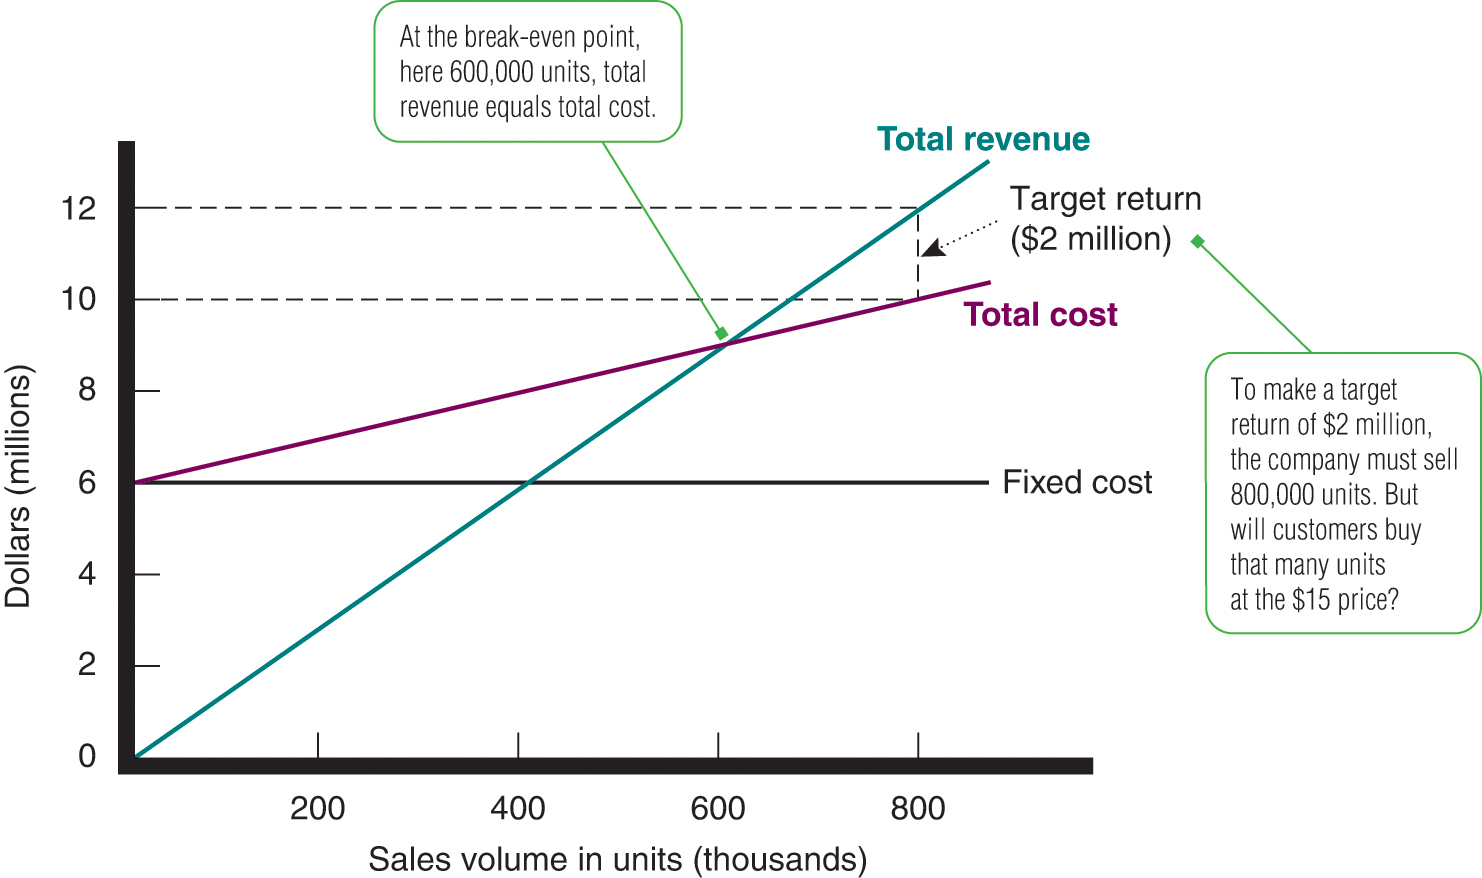 At the break-even point,
here 600,000 units, total
revenue equals total cost.
Total revenue
Target return
($2 million)
Total cost
Fixed cost
To make a target
return of $2 million,
the company must sell
800,000 units. But
will customers buy
that many units
at the $15 price?
Dollars (millions)
12
10
8
6
4
2
0
200 400 600 800
Sales volume in units (thousands)